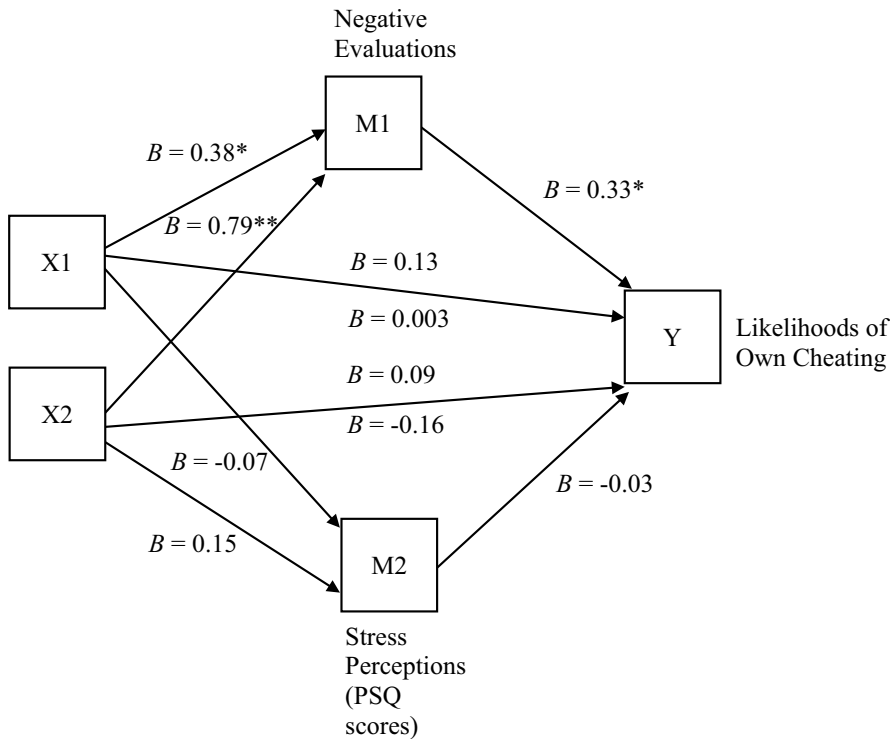 Negative
Evaluations
M1
B = 0.38*
B = 0.33*
B = 0.79**
X1
B = 0.13
B = 0.003
Y
Likelihoods of
Own Cheating
B = 0.09
X2
B = -0.16
B = -0.07
B = -0.03
B = 0.15
M2
Stress
Perceptions
(PSQ
scores)